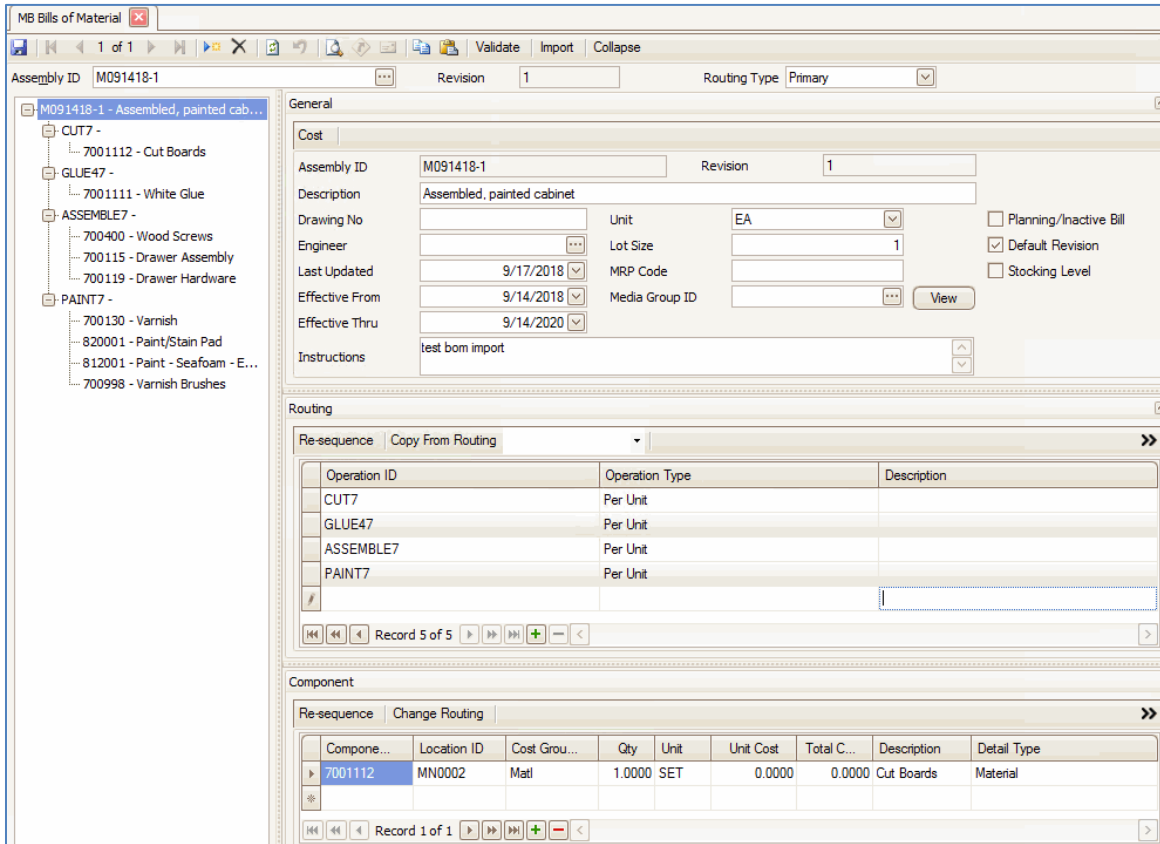 MB Bills of Material
1 of 1 Validate Import Collapse
Assembly ID M091418-1 Revision 1 Routing Type Primary
M091418-1 - Assembled, painted cab...
CUT7 -
7001112 - Cut Boards
GLUE47 -
7001111 - White Glue
ASSEMBLE7 -
700400 - Wood Screws
700115 - Drawer Assembly
700119 - Drawer Hardware
PAINT7 -
700130 - Varnish
820001 - Paint/Stain Pad
812001 - Paint - Seafoam - E...
700998 - Varnish Brushes
General
Cost
Assembly ID M091418-1 Revision 1
Description Assembled, painted cabinet
Drawing No Unit EA Planning/Inactive Bill
Engineer Lot Size 1 Default Revision
Last Updated 9/17/2018 MRP Code Stocking Level
Effective From 9/14/2018 Media Group ID View
Effective Thru 9/14/2020
Instructions test bom import
Routing
Re-sequence Copy From Routing
Operation ID Operation Type Description
CUT7 Per Unit
GLUE47 Per Unit
ASSEMBLE7 Per Unit
PAINT7 Per Unit
Record 5 of 5
Component
Re-sequence Change Routing
Compone... Location ID Cost Grou... Qty Unit Unit Cost Total C... Description Detail Type
7001112 MN0002 Matl 1.0000 SET 0.0000 0.0000 Cut Boards Material
Record 1 of 1